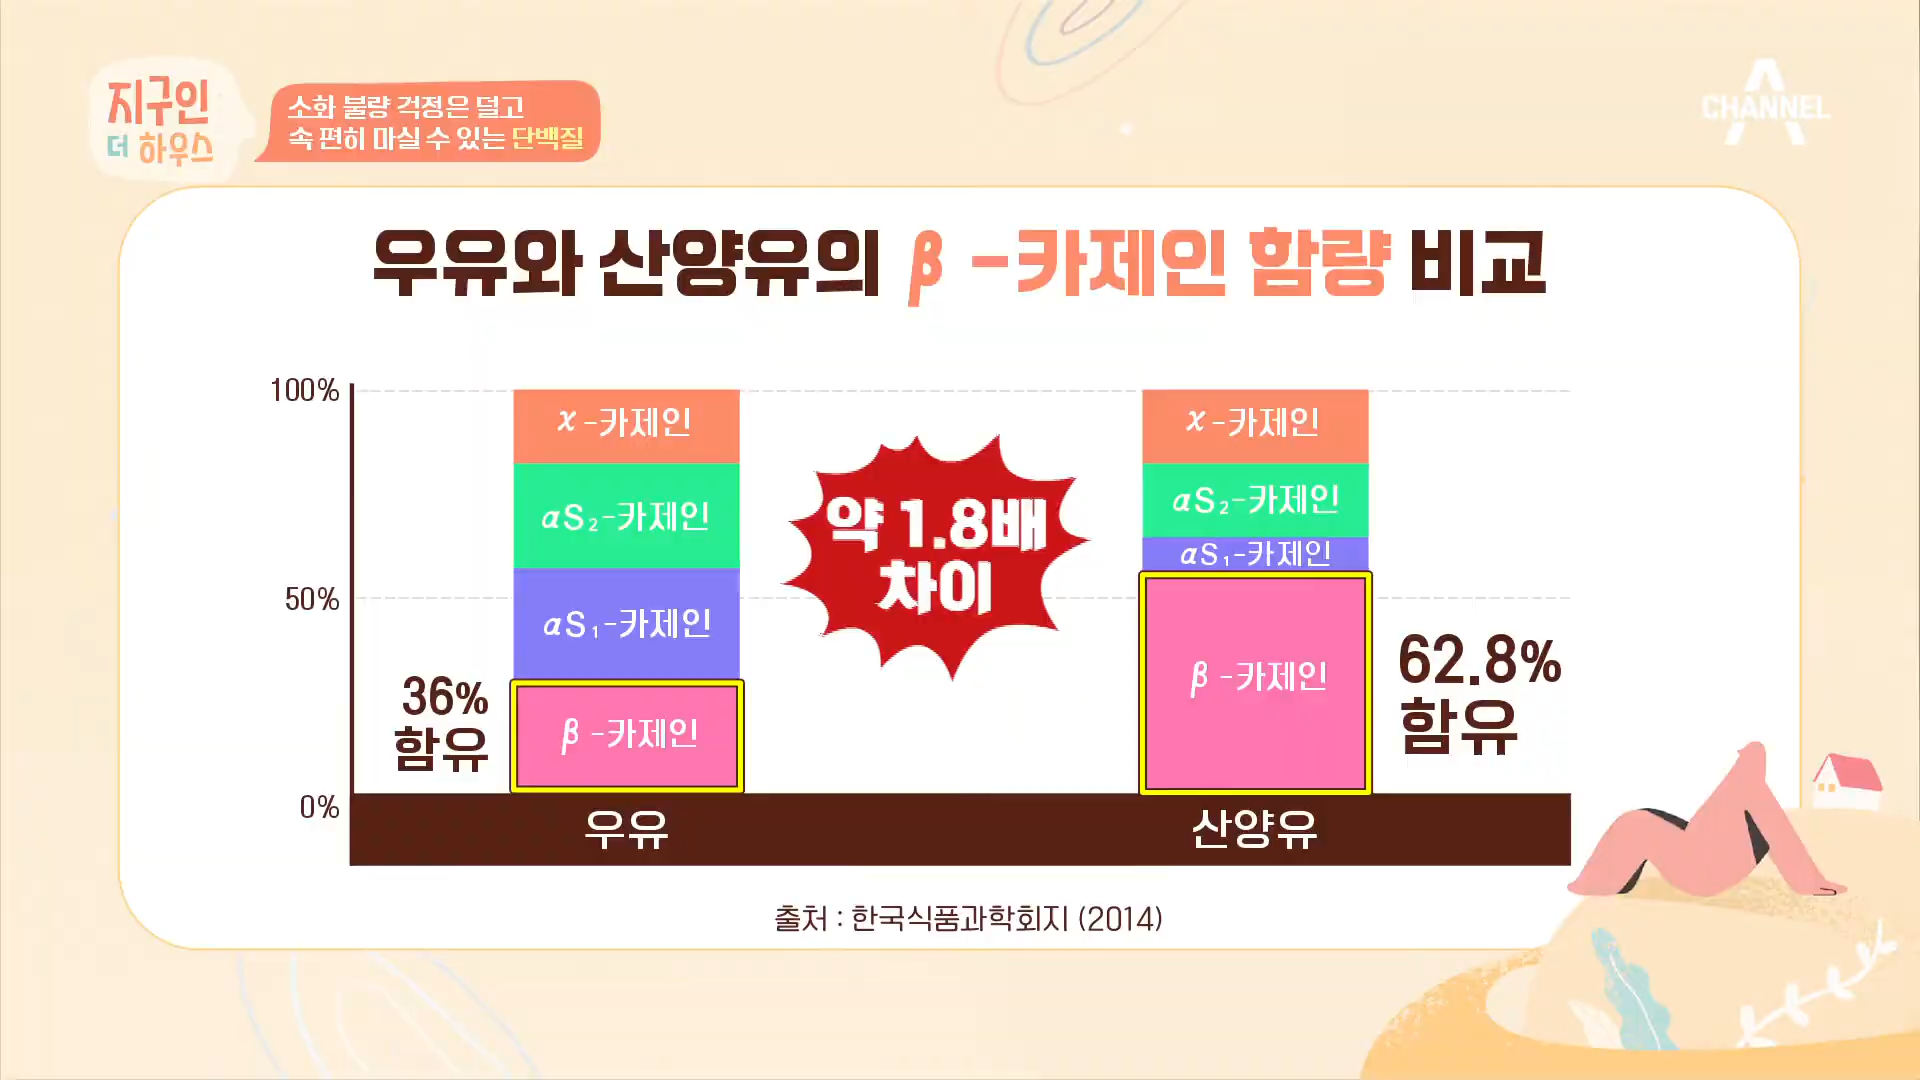 지구인
더 하우스
소화 불량 걱정은 덜고
속 편히 마실 수 있는 단백질
CHANNEL A
우유와 산양유의 β-카제인 함량 비교
100%
50%
0%
χ-카제인
αS₂-카제인
αS₁-카제인
β-카제인
36%
함유
약 1.8배
차이
χ-카제인
αS₂-카제인
αS₁-카제인
β-카제인
62.8%
함유
우유
산양유
출처 : 한국식품과학회지 (2014)